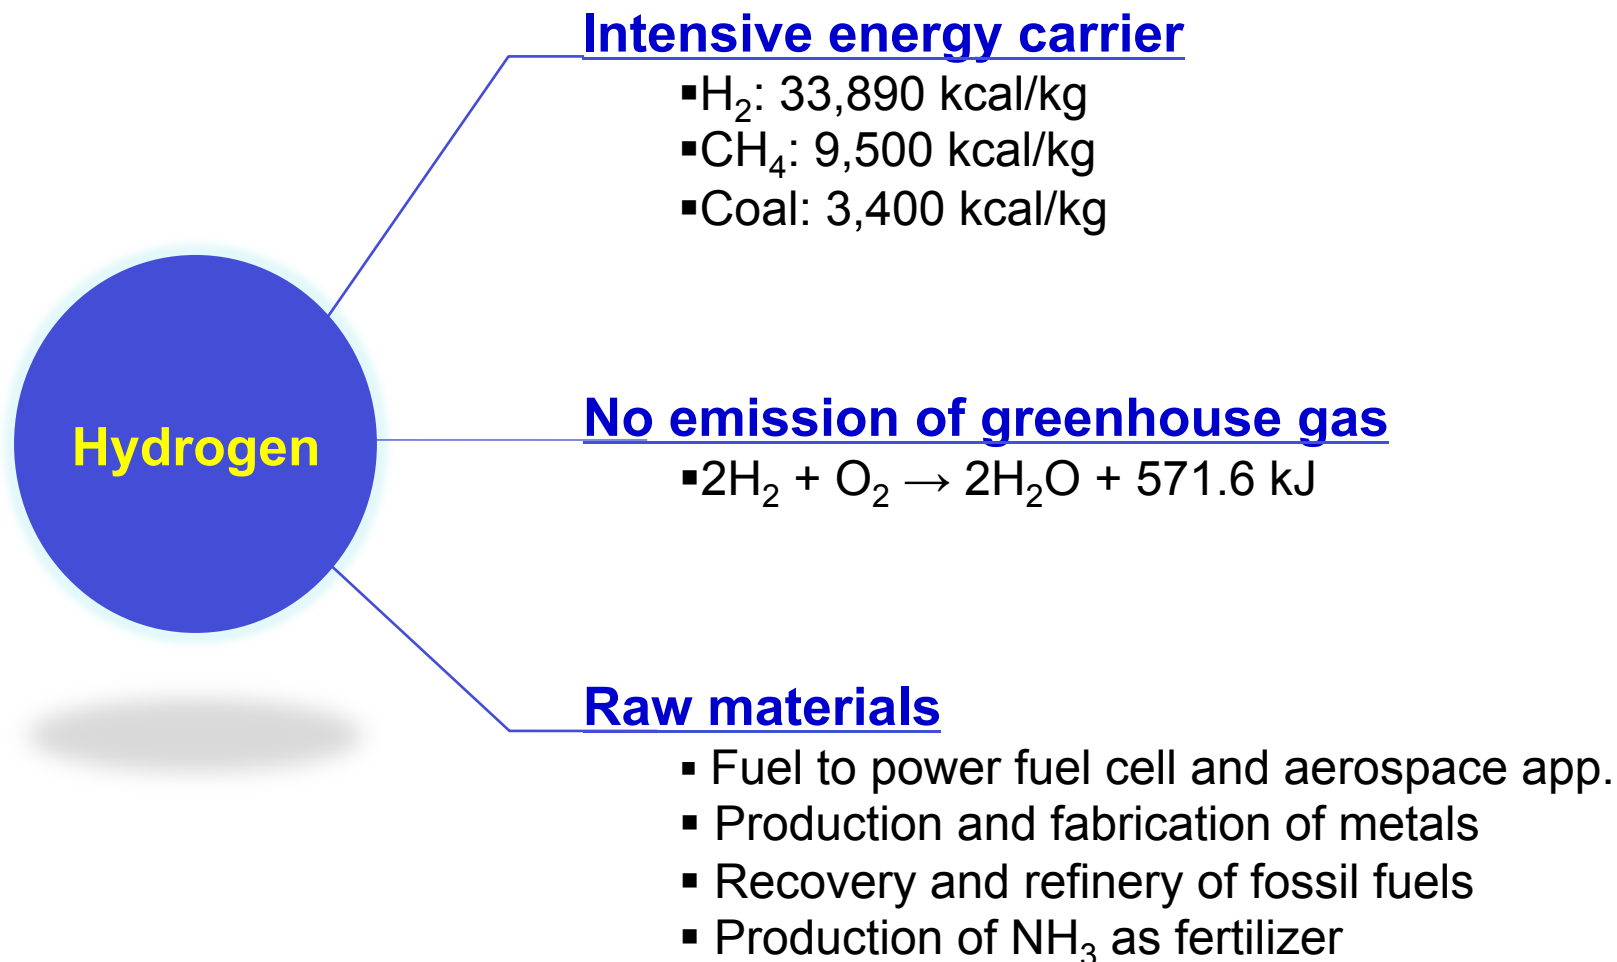 Intensive energy carrier
▪H₂: 33,890 kcal/kg
▪CH₄: 9,500 kcal/kg
▪Coal: 3,400 kcal/kg
Hydrogen
No emission of greenhouse gas
▪2H₂ + O₂ → 2H₂O + 571.6 kJ
Raw materials
▪ Fuel to power fuel cell and aerospace app.
▪ Production and fabrication of metals
▪ Recovery and refinery of fossil fuels
▪ Production of NH₃ as fertilizer